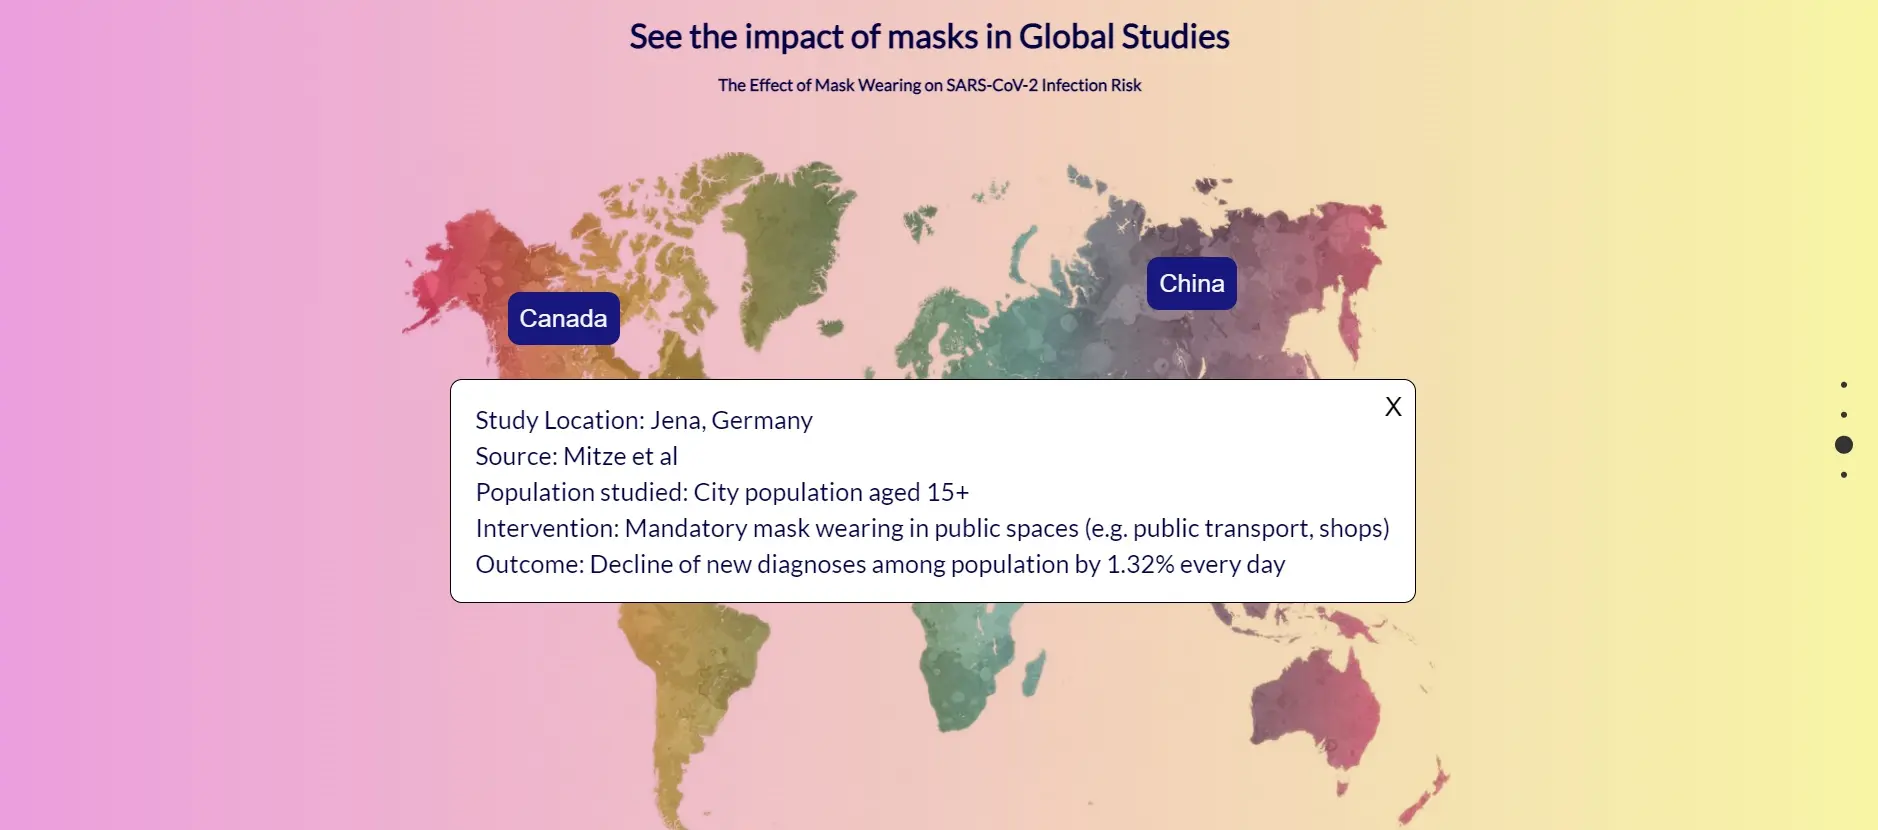 See the impact of masks in Global Studies
The Effect of Mask Wearing on SARS-CoV-2 Infection Risk
China
Canada
X
Study Location: Jena, Germany
Source: Mitze et al
Population studied: City population aged 15+
Intervention: Mandatory mask wearing in public spaces (e.g. public transport, shops)
Outcome: Decline of new diagnoses among population by 1.32% every day